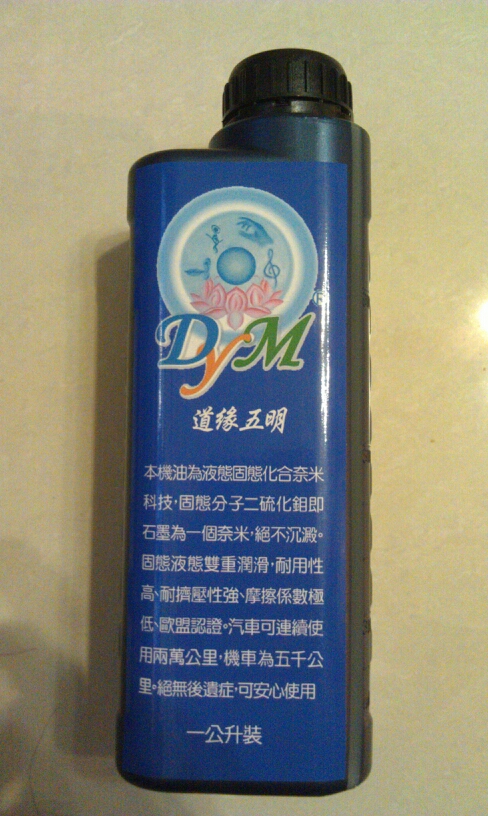 DyM
道缘五明
本機油為液態固態化合奈米
科技,固態分子二硫化鉬即
石墨為一個奈米,絕不沉澱。
固態液態雙重潤滑,耐用性
高、耐擠壓性強、摩擦係數極
低、歐盟認證。汽車可連續使
用兩萬公里,機車為五千公
里。絕無後遺症,可安心使用
一公升裝